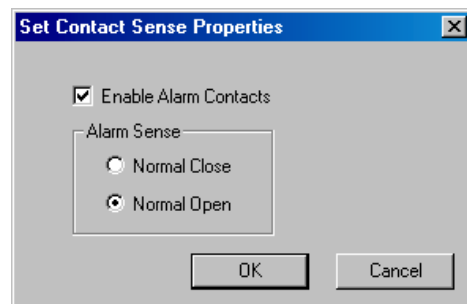 Set Contact Sense Properties
Enable Alarm Contacts
Alarm Sense
Normal Close
Normal Open
OK
Cancel